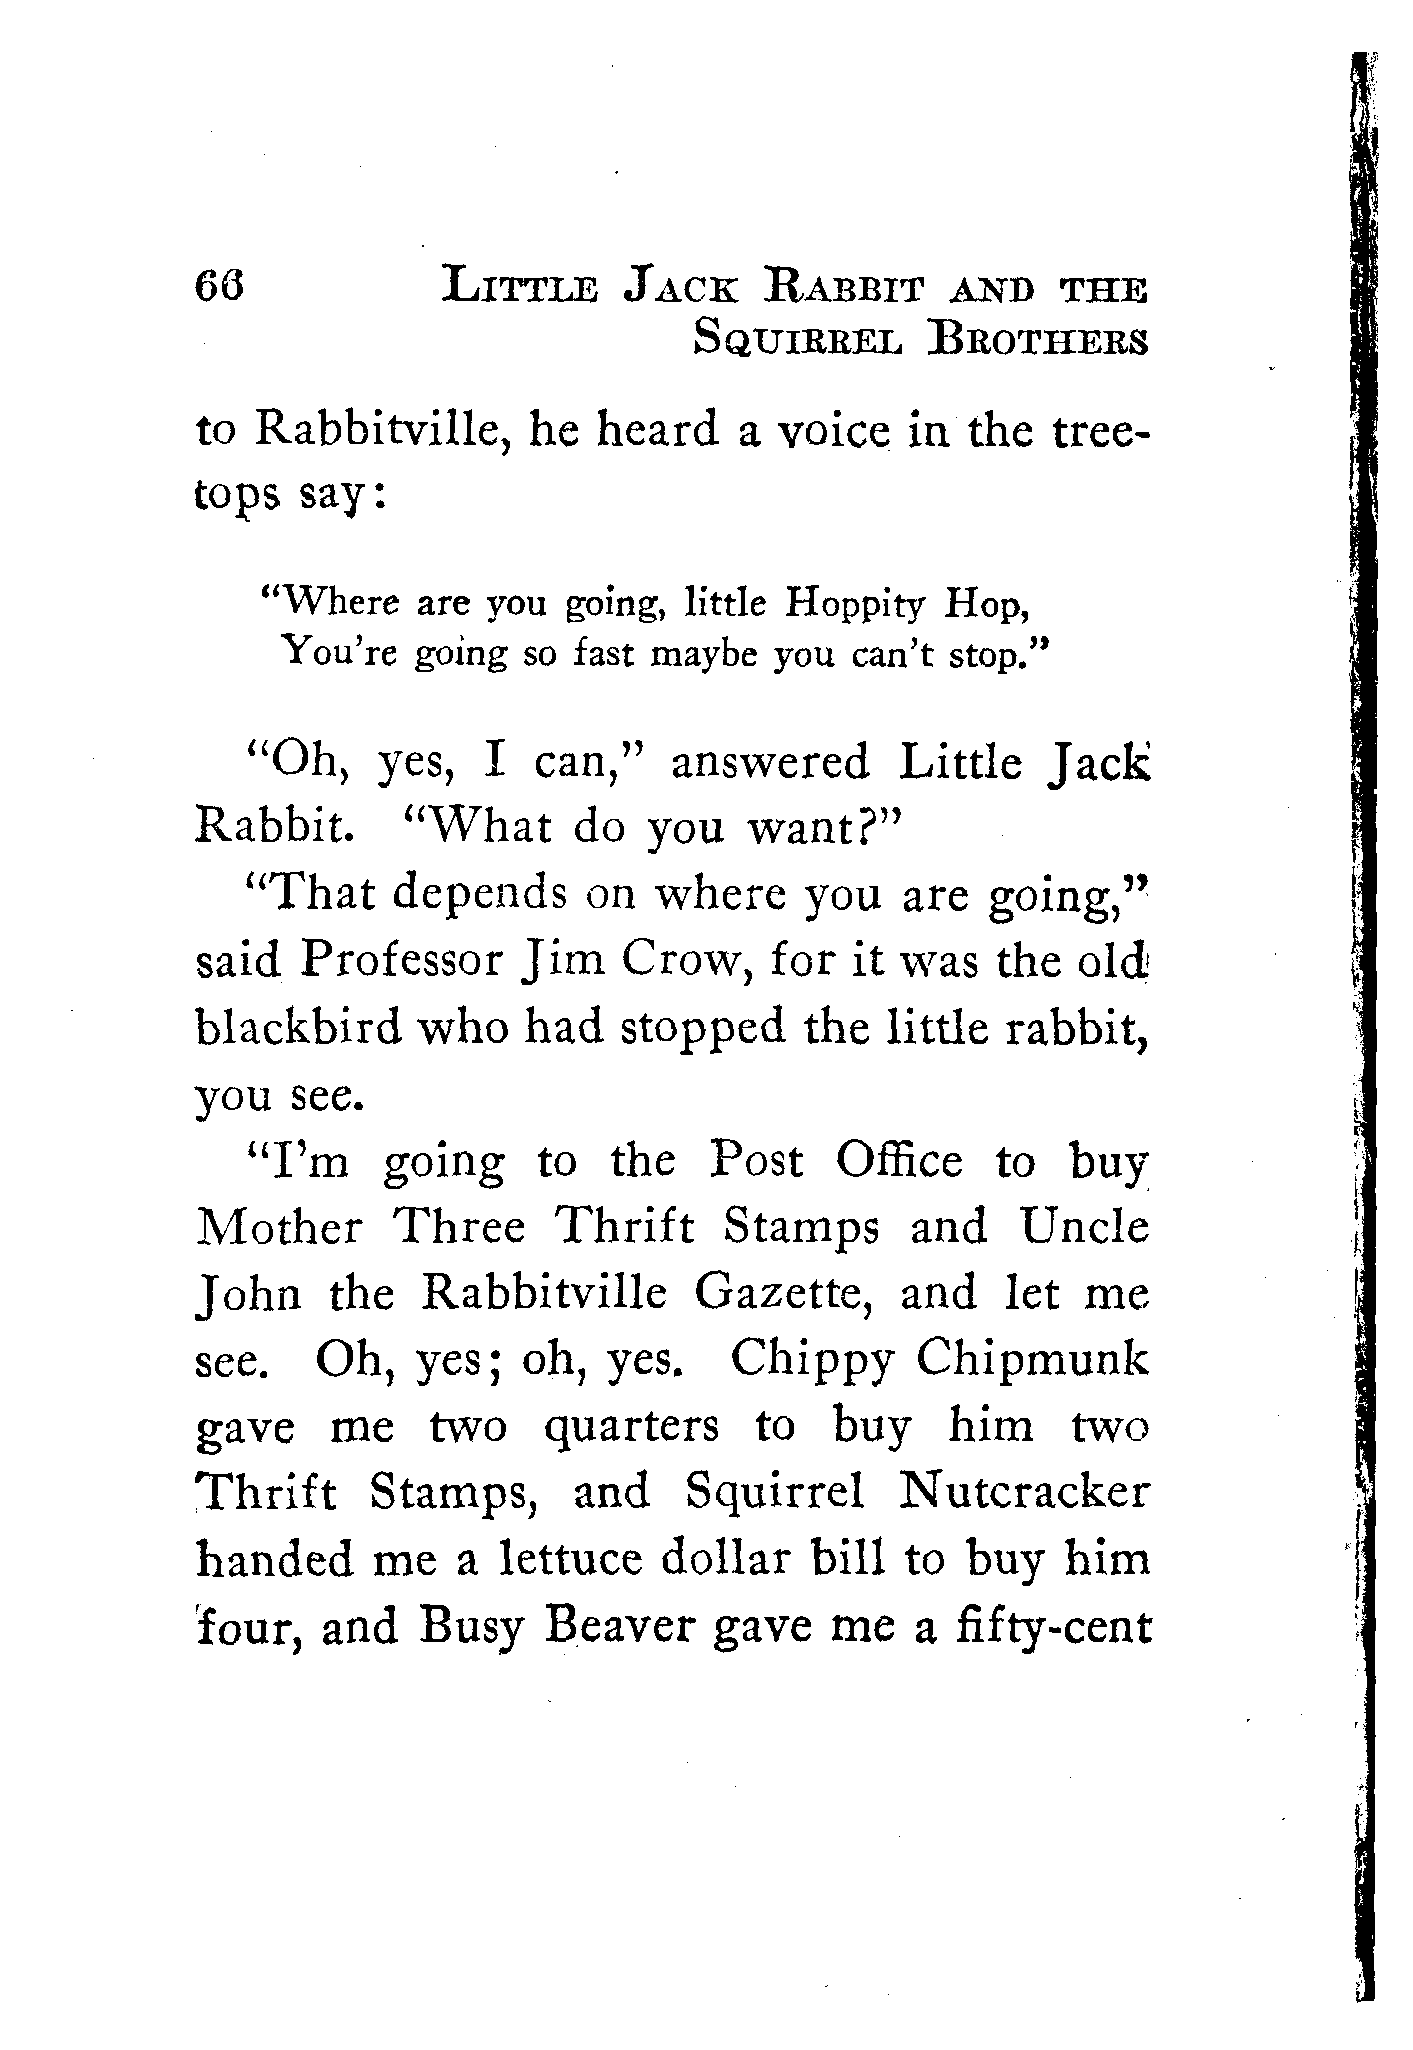 66 LITTLE JACK RABBIT AND THE
SQUIRREL BROTHERS
to Rabbitville, he heard a voice in the tree-
tops say:
"Where are you going, little Hoppity Hop,
You're going so fast maybe you can't stop."
"Oh, yes, I can," answered Little Jack
Rabbit. "What do you want?"
"That depends on where you are going,"
said Professor Jim Crow, for it was the old
blackbird who had stopped the little rabbit,
you see.
"I'm going to the Post Office to buy
Mother Three Thrift Stamps and Uncle
John the Rabbitville Gazette, and let me
see. Oh, yes; oh, yes. Chippy Chipmunk
gave me two quarters to buy him two
Thrift Stamps, and Squirrel Nutcracker
handed me a lettuce dollar bill to buy him
four, and Busy Beaver gave me a fifty-cent